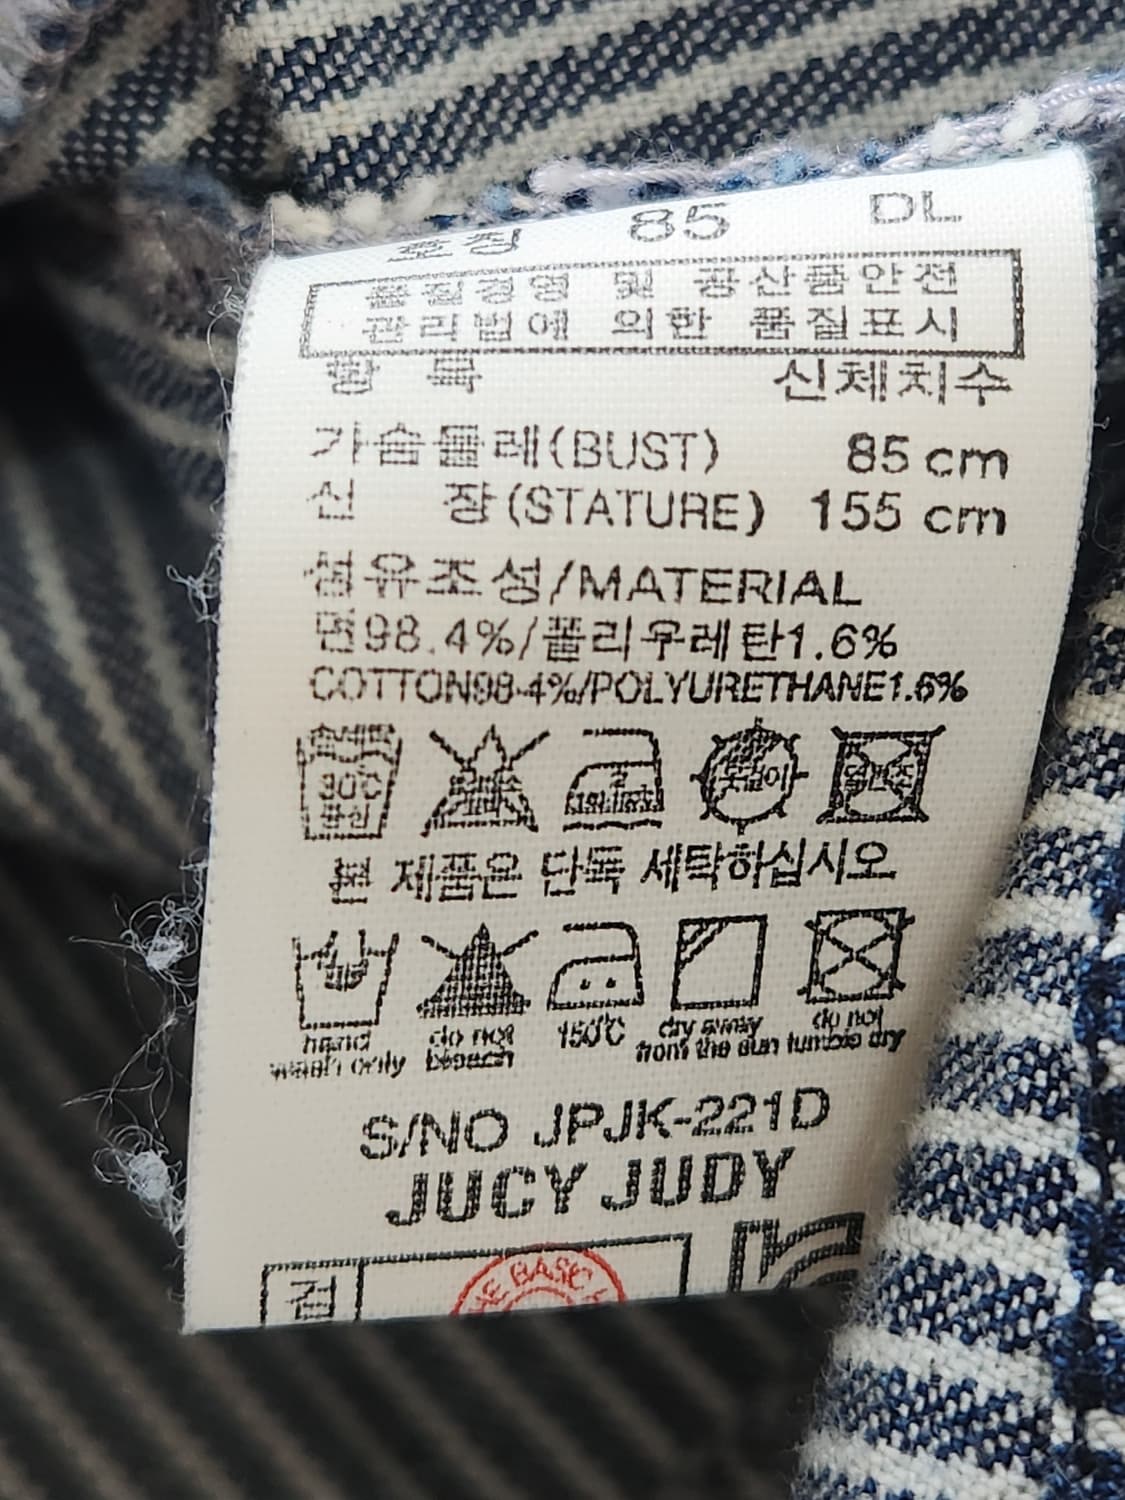 호칭 85 DL
품질경영 및 공산품안전
관리법에 의한 품질표시
항 목 신체치수
가슴둘레(BUST) 85 cm
신 장(STATURE) 155 cm
섬유조성/MATERIAL
면98.4%/폴리우레탄1.6%
COTTON98.4%/POLYURETHANE1.6%
30℃
본 제품은 단독 세탁하십시오
hand wash only
do not bleach
150℃
dry away from the sun
do not tumble dry
S/NO JPJK-221D
JUCY JUDY
검
THE BASIC